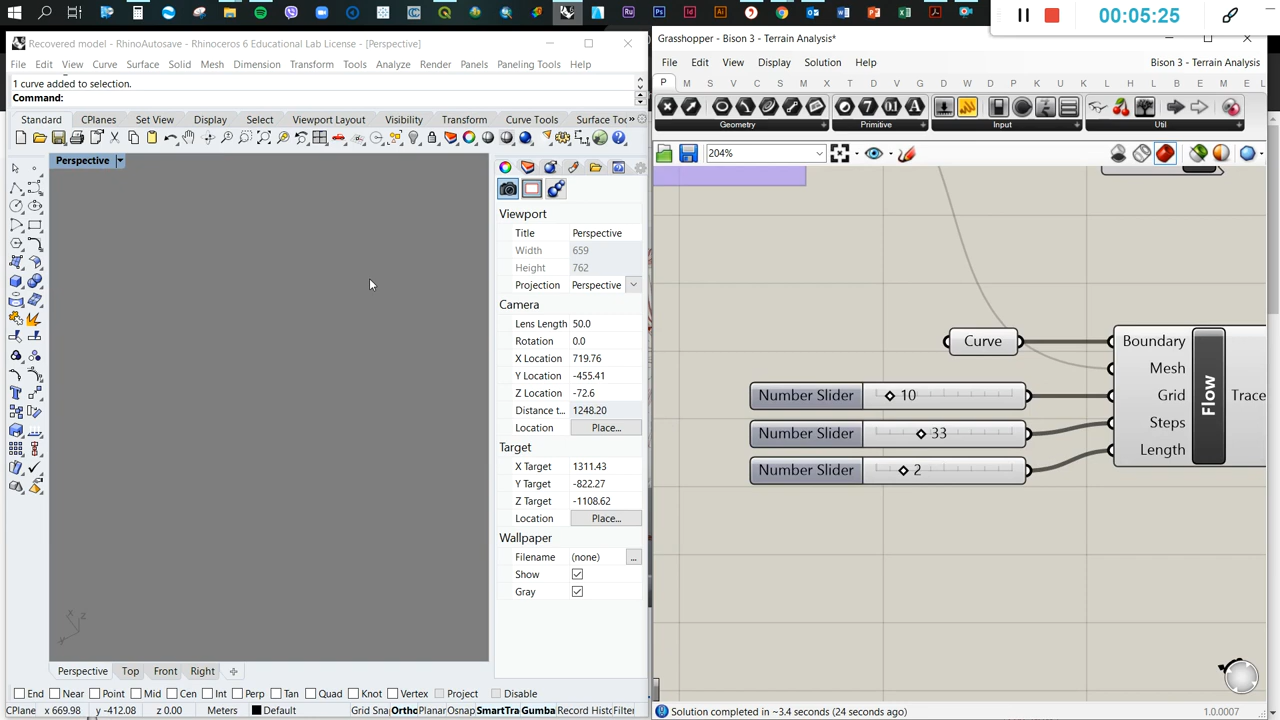 00:05:25
Recovered model - RhinoAutosave - Rhinoceros 6 Educational Lab License - [Perspective]
File Edit View Curve Surface Solid Mesh Dimension Transform Tools Analyze Render Panels Paneling Tools Help
1 curve added to selection.
Command:
Standard CPlanes Set View Display Select Viewport Layout Visibility Transform Curve Tools Surface Too
Perspective
Viewport
Title Perspective
Width 659
Height 762
Projection Perspective
Camera
Lens Length 50.0
Rotation 0.0
X Location 719.76
Y Location -455.41
Z Location -72.6
Distance t... 1248.20
Location Place...
Target
X Target 1311.43
Y Target -822.27
Z Target -1108.62
Location Place...
Wallpaper
Filename (none) ...
Show
Gray
Perspective Top Front Right
End Near Point Mid Cen Int Perp Tan Quad Knot Vertex Project Disable
CPlane x 669.98 y -412.08 z 0.00 Meters Default Grid Sna Ortho Planar Osnap SmartTra Gumba Record Histo Filter
Grasshopper - Bison 3 - Terrain Analysis*
File Edit View Display Solution Help Bison 3 - Terrain Analysis
P M S V C S M I T D W F P K U L B E L
Geometry Primitive Input Util
204%
Curve
Number Slider 10
Number Slider 33
Number Slider 2
Boundary
Mesh
Grid
Steps
Length
Flow
Trace
Solution completed in ~3.4 seconds (24 seconds ago)
1.0.0007